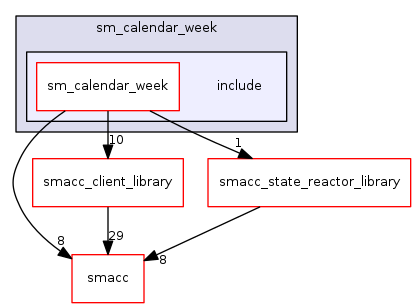 sm_calendar_week
sm_calendar_week
include
10
1
smacc_client_library
smacc_state_reactor_library
8
29
8
smacc